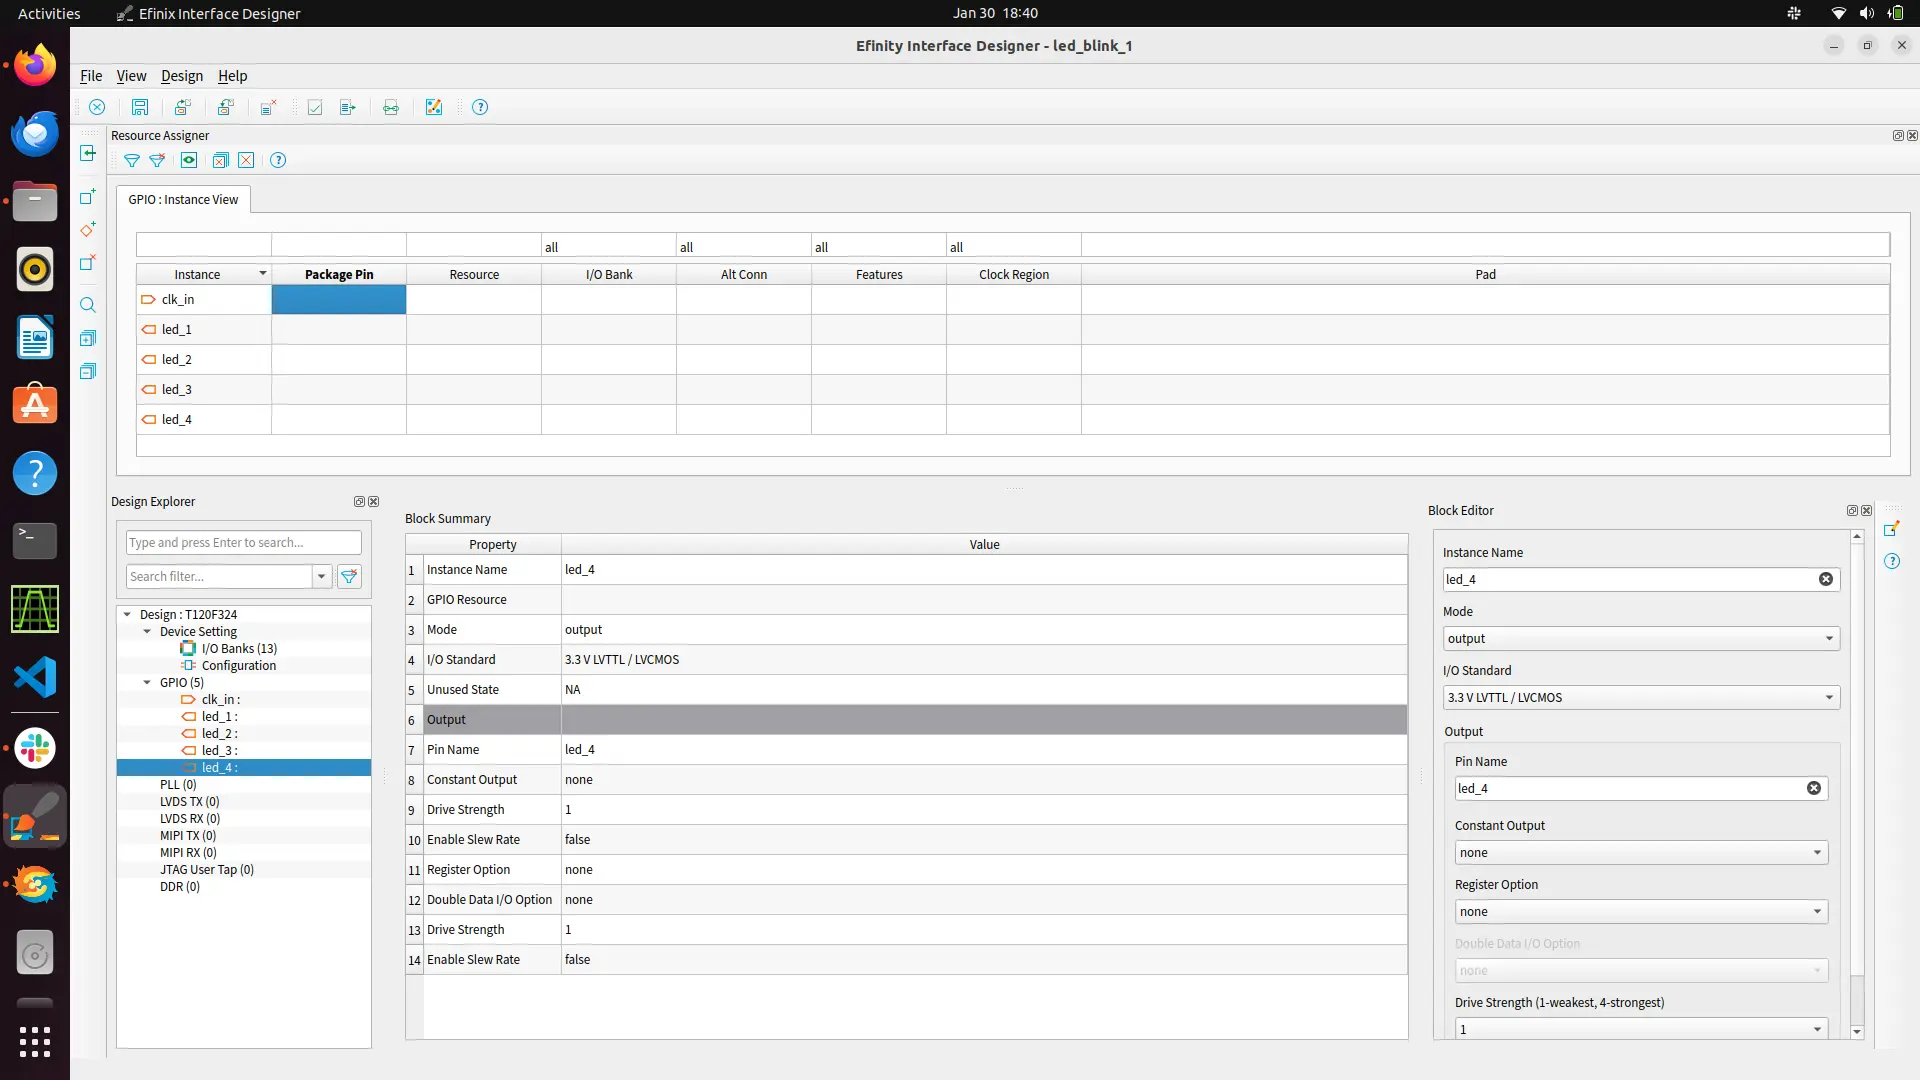 Activities
Efinix Interface Designer
Jan 30 18:40
Efinity Interface Designer - led_blink_1
File View Design Help
Resource Assigner
GPIO : Instance View
all all all all
Instance Package Pin Resource I/O Bank Alt Conn Features Clock Region Pad
clk_in
led_1
led_2
led_3
led_4
Design Explorer
Type and press Enter to search...
Search filter...
Design : T120F324
Device Setting
I/O Banks (13)
Configuration
GPIO (5)
clk_in :
led_1 :
led_2 :
led_3 :
led_4 :
PLL (0)
LVDS TX (0)
LVDS RX (0)
MIPI TX (0)
MIPI RX (0)
JTAG User Tap (0)
DDR (0)
Block Summary
Property Value
1 Instance Name led_4
2 GPIO Resource
3 Mode output
4 I/O Standard 3.3 V LVTTL / LVCMOS
5 Unused State NA
6 Output
7 Pin Name led_4
8 Constant Output none
9 Drive Strength 1
10 Enable Slew Rate false
11 Register Option none
12 Double Data I/O Option none
13 Drive Strength 1
14 Enable Slew Rate false
Block Editor
Instance Name
led_4
Mode
output
I/O Standard
3.3 V LVTTL / LVCMOS
Output
Pin Name
led_4
Constant Output
none
Register Option
none
Double Data I/O Option
none
Drive Strength (1-weakest, 4-strongest)
1